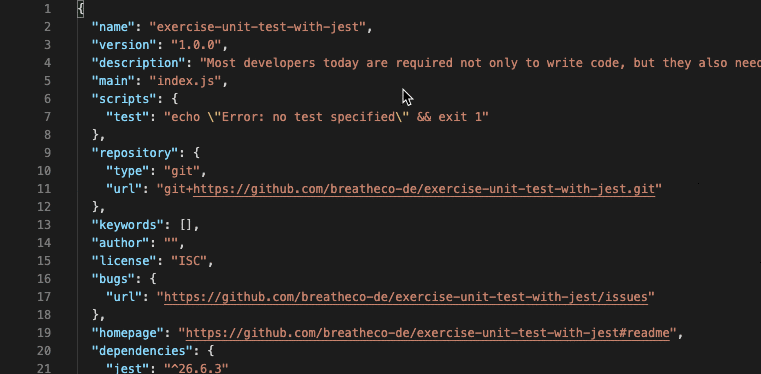 1 {
2 "name": "exercise-unit-test-with-jest",
3 "version": "1.0.0",
4 "description": "Most developers today are required not only to write code, but they also need
5 "main": "index.js",
6 "scripts": {
7 "test": "echo \"Error: no test specified\" && exit 1"
8 },
9 "repository": {
10 "type": "git",
11 "url": "git+https://github.com/breatheco-de/exercise-unit-test-with-jest.git"
12 },
13 "keywords": [],
14 "author": "",
15 "license": "ISC",
16 "bugs": {
17 "url": "https://github.com/breatheco-de/exercise-unit-test-with-jest/issues"
18 },
19 "homepage": "https://github.com/breatheco-de/exercise-unit-test-with-jest#readme",
20 "dependencies": {
21 "jest": "^26.6.3"